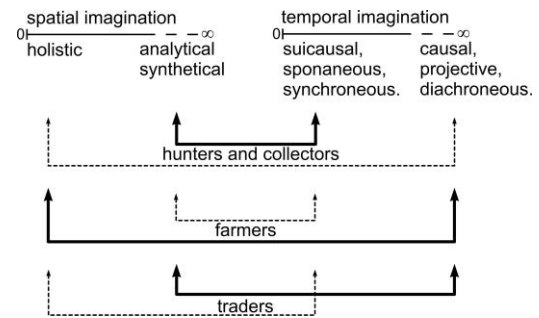 spatial imagination
0 ∞
holistic
analytical
synthetical
temporal imagination
0 ∞
suicausal,
sponaneous,
synchroneous.
causal,
projective,
diachroneous.
hunters and collectors
farmers
traders